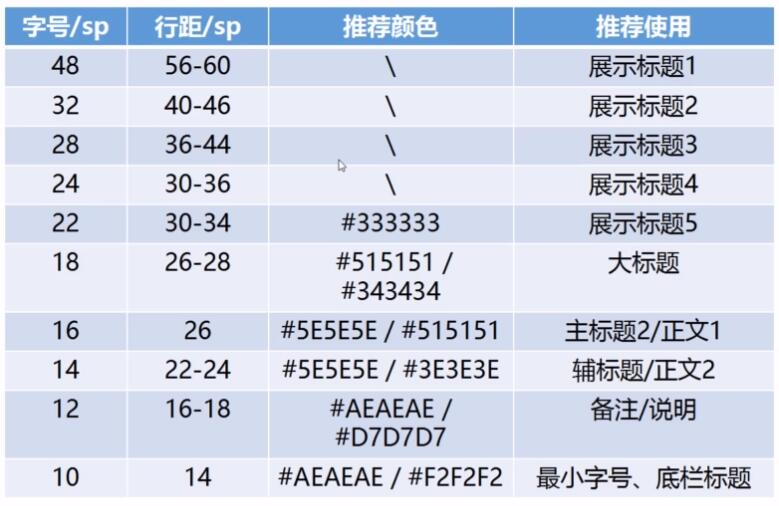 字号/sp 行距/sp 推荐颜色 推荐使用
48 56-60 \ 展示标题1
32 40-46 \ 展示标题2
28 36-44 \ 展示标题3
24 30-36 \ 展示标题4
22 30-34 #333333 展示标题5
18 26-28 #515151 / 大标题
#343434
16 26 #5E5E5E / #515151 主标题2/正文1
14 22-24 #5E5E5E / #3E3E3E 辅标题/正文2
12 16-18 #AEAEAE / 备注/说明
#D7D7D7
10 14 #AEAEAE / #F2F2F2 最小字号、底栏标题